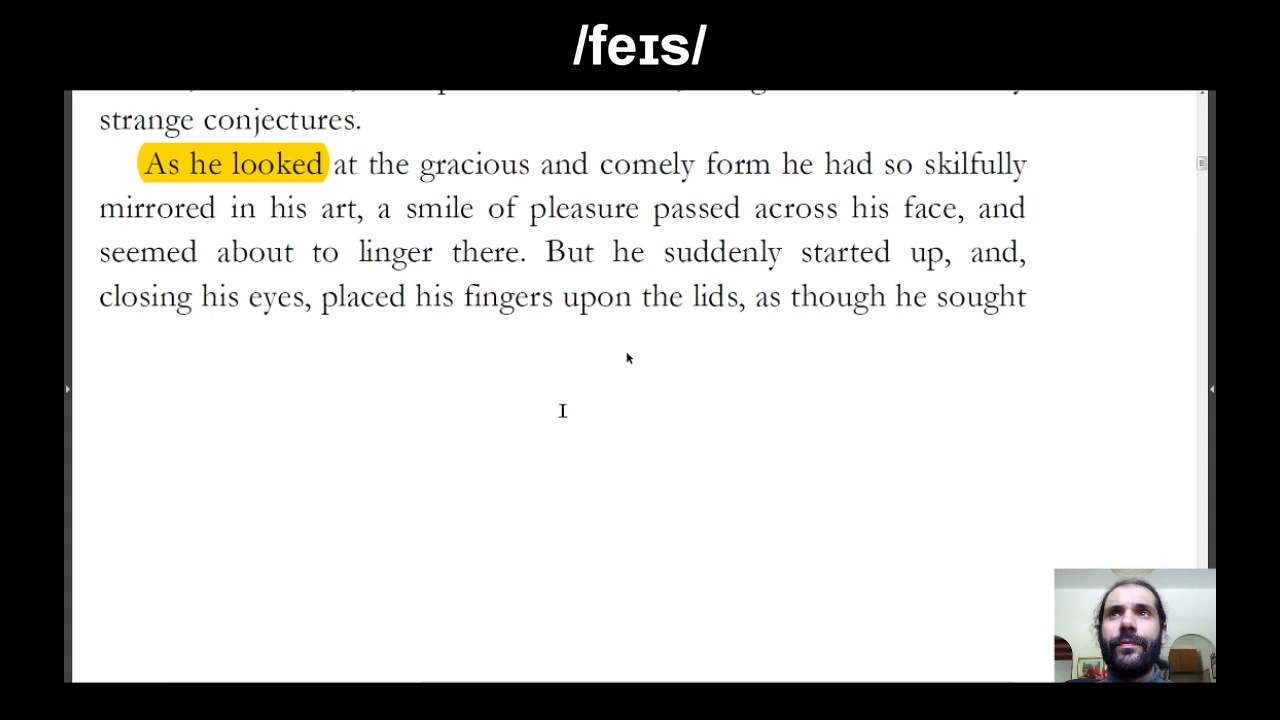 /feɪs/
strange conjectures.
As he looked at the gracious and comely form he had so skilfully
mirrored in his art, a smile of pleasure passed across his face, and
seemed about to linger there. But he suddenly started up, and,
closing his eyes, placed his fingers upon the lids, as though he sought